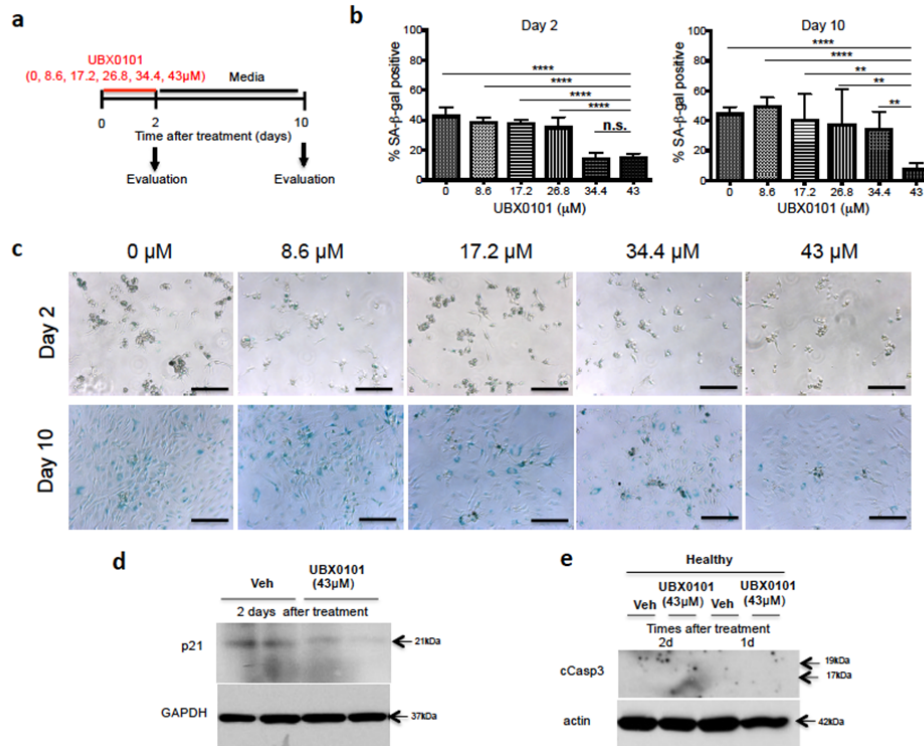 a
UBX0101
(0, 8.6, 17.2, 26.8, 34.4, 43µM)
Media
0
2
10
Time after treatment (days)
Evaluation
Evaluation
b
Day 2
% SA-β-gal positive
80
60
40
20
0
****
****
****
****
n.s.
0 8.6 17.2 26.8 34.4 43
UBX0101 (µM)
Day 10
% SA-β-gal positive
100
80
60
40
20
0
****
****
**
**
**
0 8.6 17.2 26.8 34.4 43
UBX0101 (µM)
c
0 µM 8.6 µM 17.2 µM 34.4 µM 43 µM
Day 2
Day 10
d
Veh
UBX0101
(43µM)
2 days after treatment
p21
21kDa
GAPDH
37kDa
e
Healthy
Veh UBX0101 (43µM) Veh UBX0101 (43µM)
Times after treatment
2d 1d
cCasp3
19kDa
17kDa
actin
42kDa